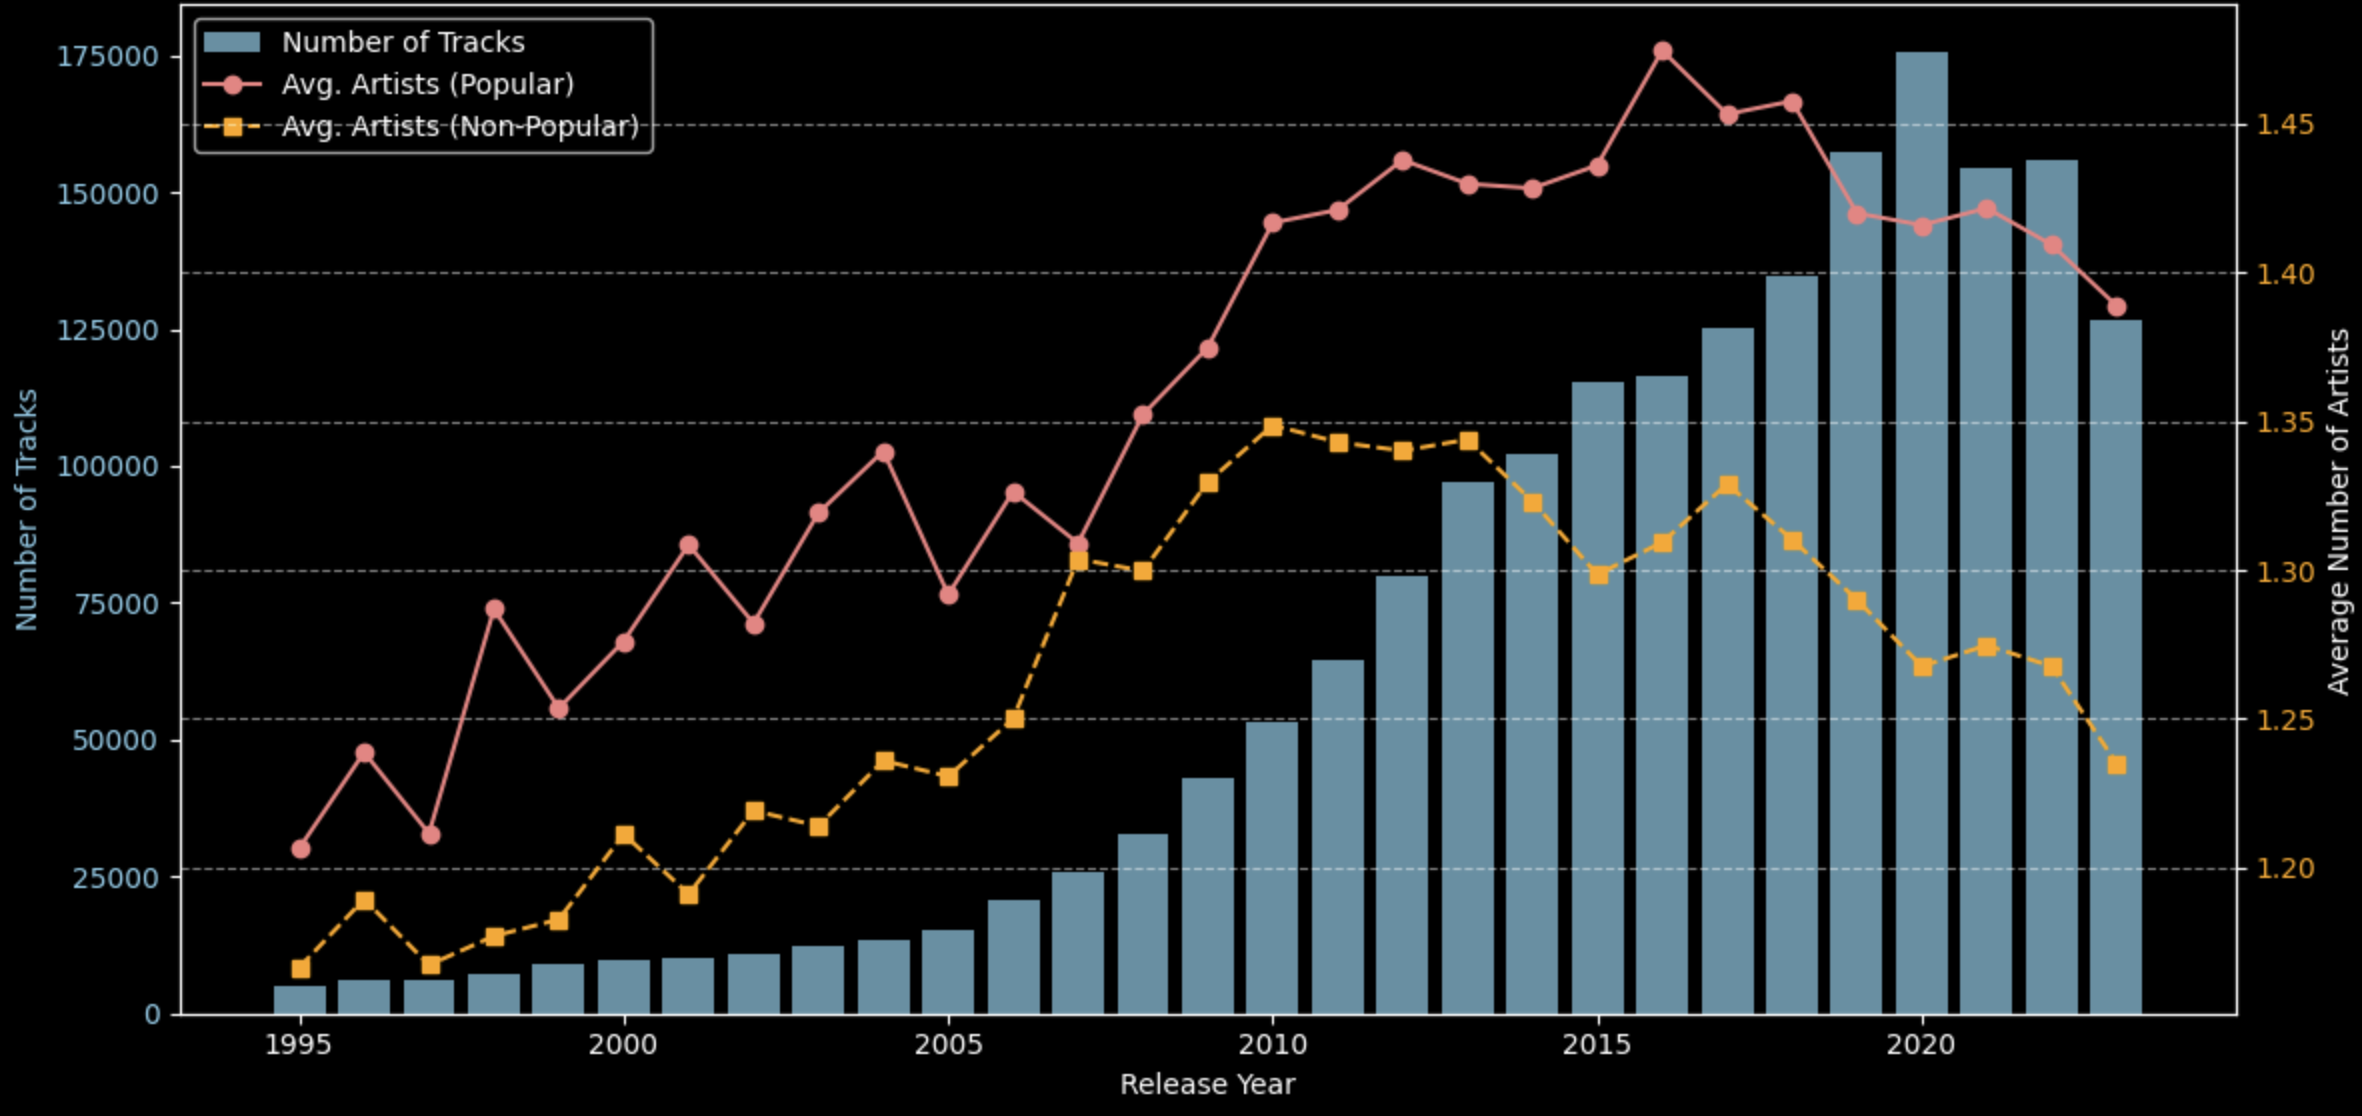 Number of Tracks
Avg. Artists (Popular)
Avg. Artists (Non-Popular)
175000
150000
125000
100000
75000
50000
25000
0
Number of Tracks
1.45
1.40
1.35
1.30
1.25
1.20
Average Number of Artists
1995 2000 2005 2010 2015 2020
Release Year